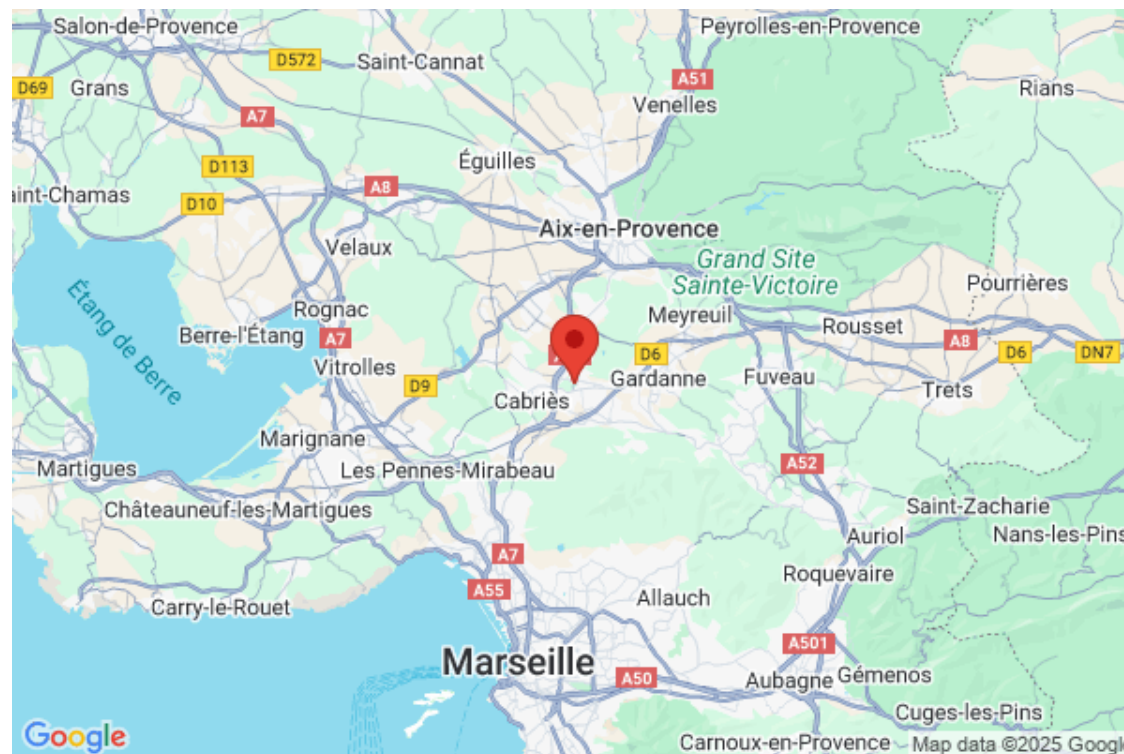 Salon-de-Provence
Peyrolles-en-Provence
D572
Saint-Cannat
A51
D69
Grans
Rians
Venelles
A7
Éguilles
D113
A8
aint-Chamas
D10
Aix-en-Provence
Velaux
Grand Site
Sainte-Victoire
Étang de Berre
Pourrières
Rognac
Meyreuil
Berre-l'Étang
A7
Rousset
D6
A8
D6
DN7
Vitrolles
D9
Gardanne
Fuveau
Trets
Cabriès
Marignane
Martigues
Les Pennes-Mirabeau
A52
Châteauneuf-les-Martigues
Saint-Zacharie
Auriol
Nans-les-Pins
A7
Roquevaire
A55
Carry-le-Rouet
Allauch
A501
Marseille
A50
Aubagne
Gémenos
Cuges-les-Pins
Google
Carnoux-en-Provence
Map data ©2025 Google